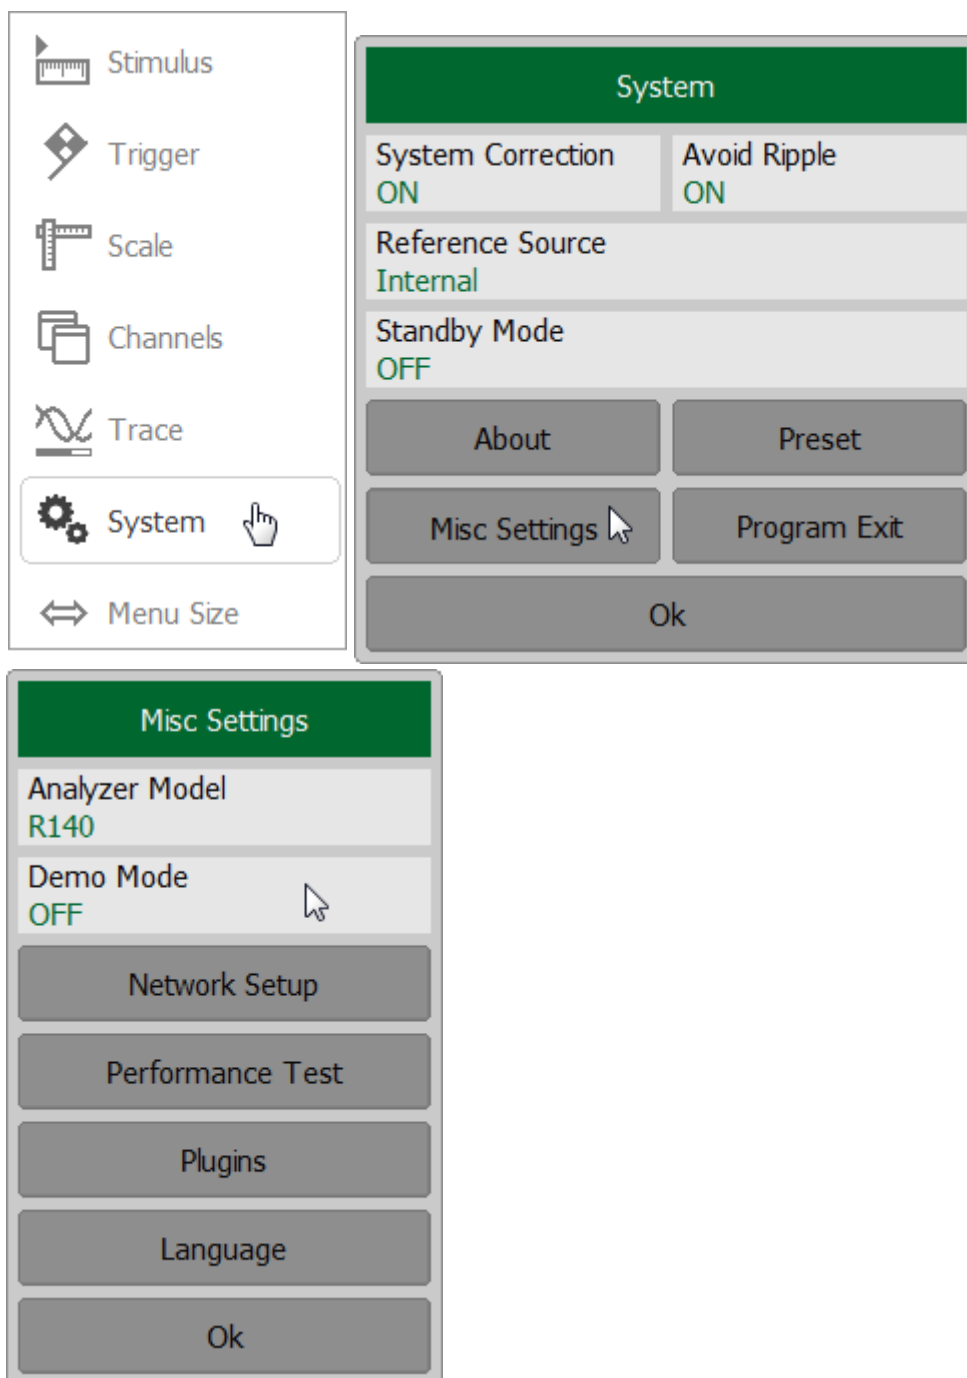 Stimulus
Trigger
Scale
Channels
Trace
System
Menu Size
System
System Correction
ON
Avoid Ripple
ON
Reference Source
Internal
Standby Mode
OFF
About
Preset
Misc Settings
Program Exit
Ok
Misc Settings
Analyzer Model
R140
Demo Mode
OFF
Network Setup
Performance Test
Plugins
Language
Ok